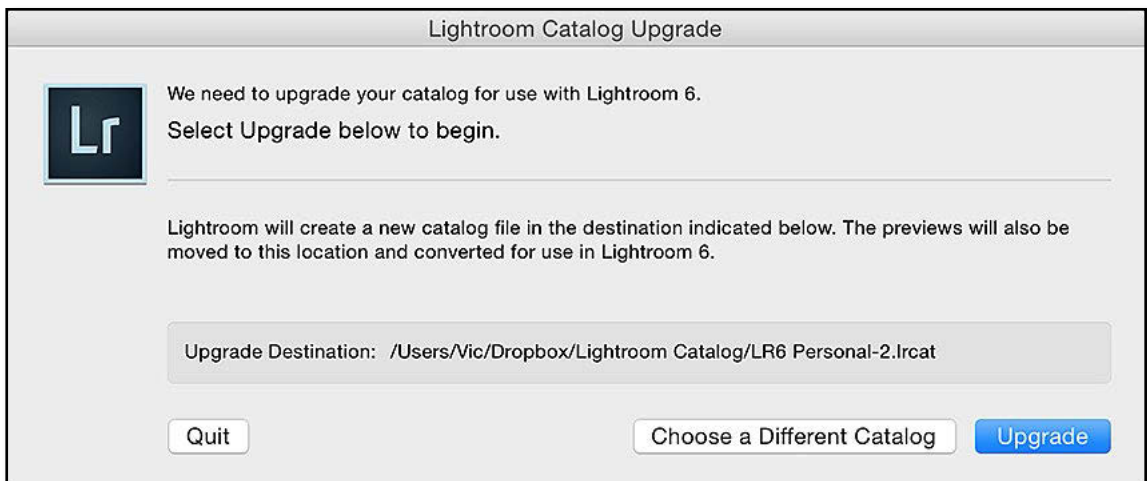 Lightroom Catalog Upgrade
Lr
We need to upgrade your catalog for use with Lightroom 6.
Select Upgrade below to begin.
Lightroom will create a new catalog file in the destination indicated below. The previews will also be
moved to this location and converted for use in Lightroom 6.
Upgrade Destination: /Users/Vic/Dropbox/Lightroom Catalog/LR6 Personal-2.lrcat
Quit
Choose a Different Catalog
Upgrade